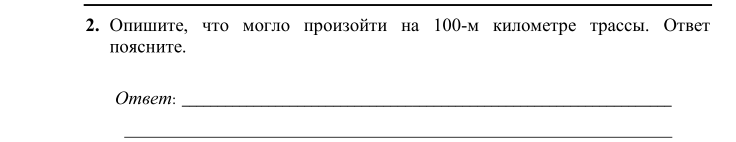 2. Опишите, что могло произойти на 100-м километре трассы. Ответ
поясните.
Ответ: